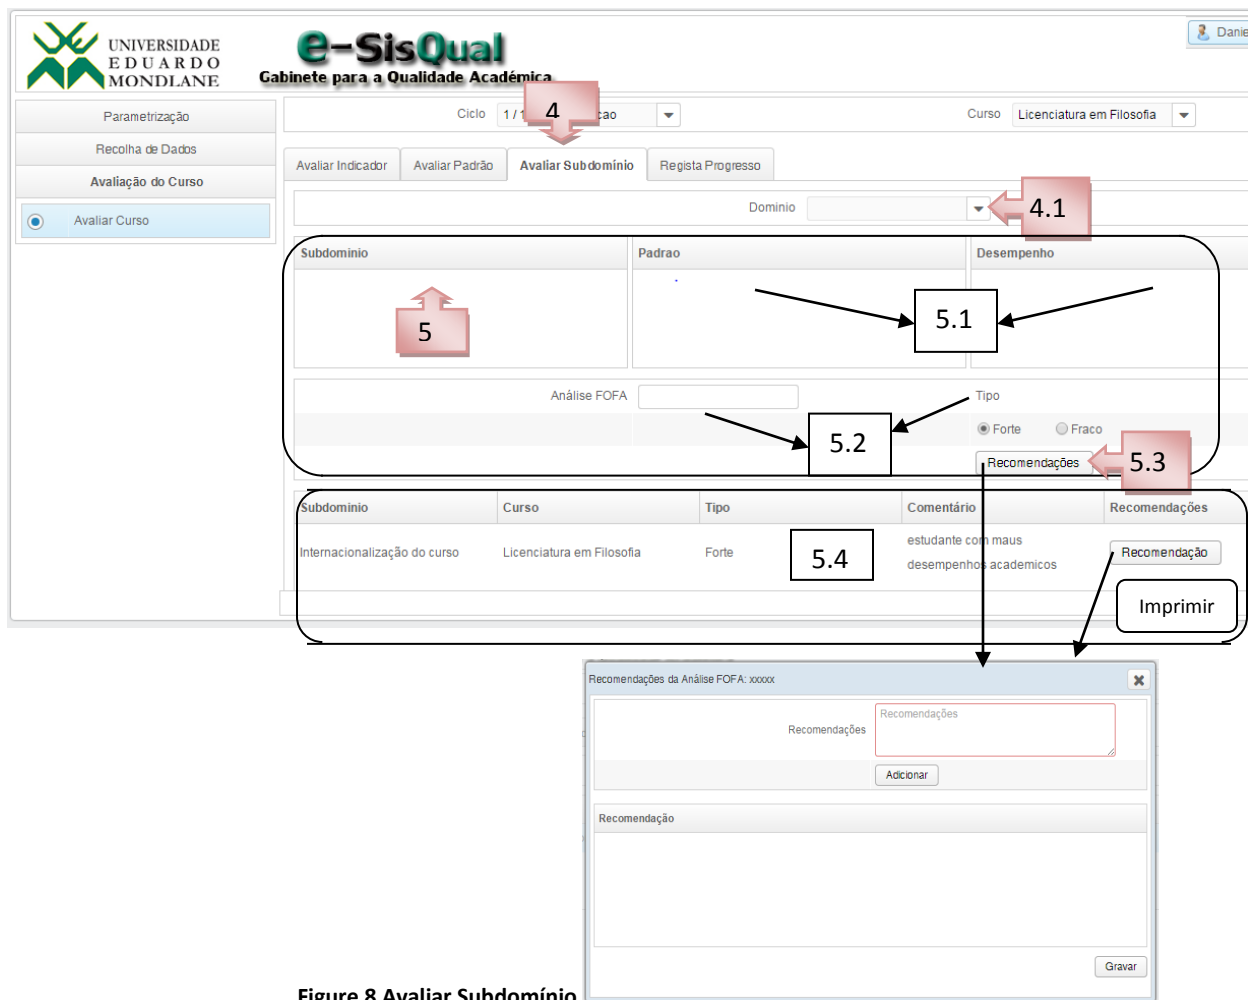 UNIVERSIDADE
EDUARDO
MONDLANE
e-SisQual
Gabinete para a Qualidade Académica
Danie
Parametrização
Recolha de Dados
Avaliação do Curso
Avaliar Curso
Ciclo 1 / 1 4 cao
Curso Licenciatura em Filosofia
Avaliar Indicador Avaliar Padrão Avaliar Subdomínio Regista Progresso
Dominio 4.1
Subdominio Padrao Desempenho
5 5.1
Análise FOFA Tipo
5.2 Forte Fraco
Recomendações 5.3
Subdominio Curso Tipo Comentário Recomendações
Internacionalização do curso Licenciatura em Filosofia Forte 5.4 estudante com maus
desempenhos academicos Recomendação
Imprimir
Recomendações da Análise FOFA: xxxxx
Recomendações Recomendações
Adicionar
Recomendação
Gravar
Figure 8 Avaliar Subdomínio